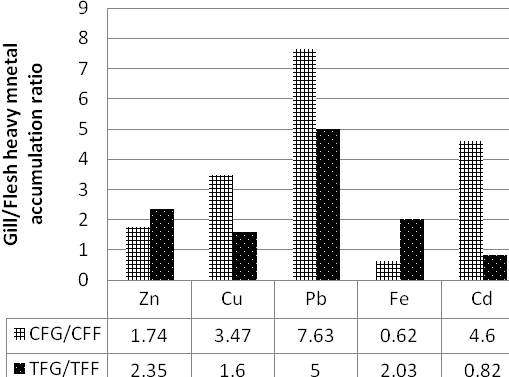 Gill/Flesh heavy mnetal
accumulation ratio
9
8
7
6
5
4
3
2
1
0
Zn Cu Pb Fe Cd
CFG/CFF 1.74 3.47 7.63 0.62 4.6
TFG/TFF 2.35 1.6 5 2.03 0.82